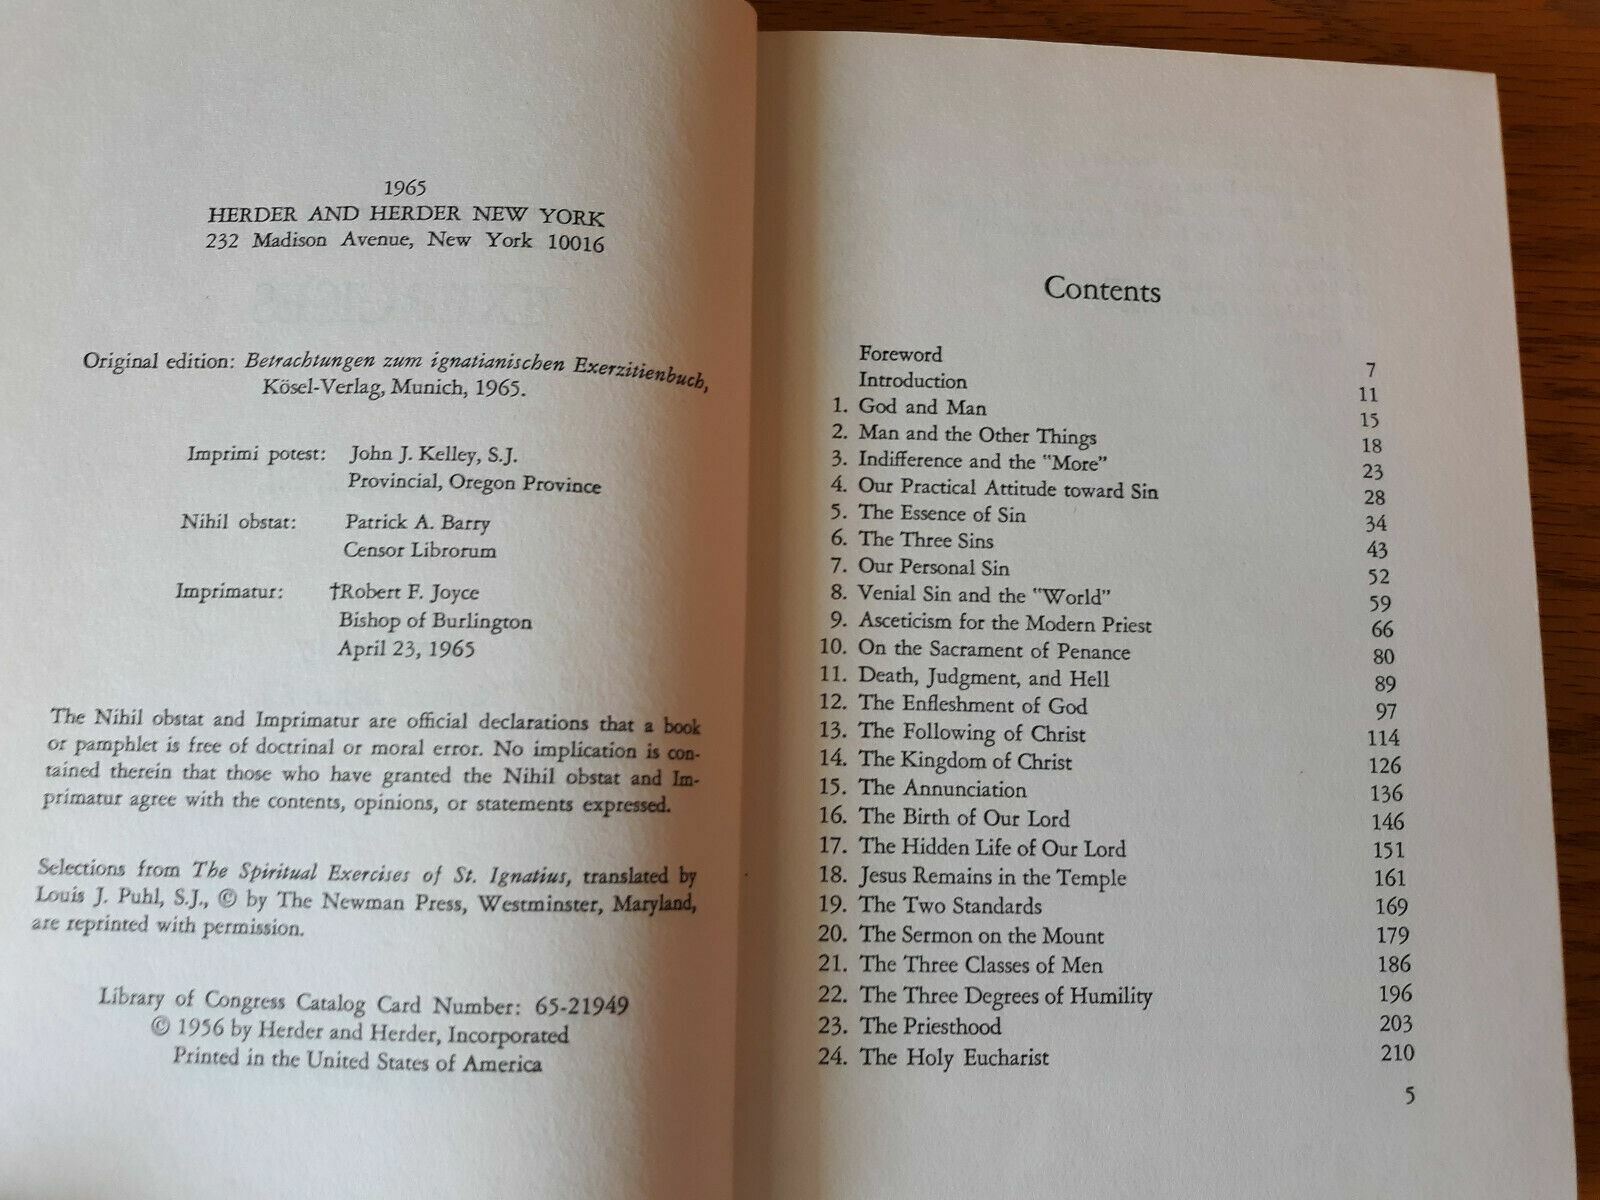 1965
HERDER AND HERDER NEW YORK
232 Madison Avenue, New York 10016
Original edition: Betrachtungen zum ignatianischen Exerzitienbuch,
Kösel-Verlag, Munich, 1965.
Imprimi potest: John J. Kelley, S.J.
Provincial, Oregon Province
Nihil obstat: Patrick A. Barry
Censor Librorum
Imprimatur: †Robert F. Joyce
Bishop of Burlington
April 23, 1965
The Nihil obstat and Imprimatur are official declarations that a book
or pamphlet is free of doctrinal or moral error. No implication is con-
tained therein that those who have granted the Nihil obstat and Im-
primatur agree with the contents, opinions, or statements expressed.
Selections from The Spiritual Exercises of St. Ignatius, translated by
Louis J. Puhl, S.J., © by The Newman Press, Westminster, Maryland,
are reprinted with permission.
Library of Congress Catalog Card Number: 65-21949
© 1956 by Herder and Herder, Incorporated
Printed in the United States of America
Contents
Foreword 7
Introduction 11
1. God and Man 15
2. Man and the Other Things 18
3. Indifference and the "More" 23
4. Our Practical Attitude toward Sin 28
5. The Essence of Sin 34
6. The Three Sins 43
7. Our Personal Sin 52
8. Venial Sin and the "World" 59
9. Asceticism for the Modern Priest 66
10. On the Sacrament of Penance 80
11. Death, Judgment, and Hell 89
12. The Enfleshment of God 97
13. The Following of Christ 114
14. The Kingdom of Christ 126
15. The Annunciation 136
16. The Birth of Our Lord 146
17. The Hidden Life of Our Lord 151
18. Jesus Remains in the Temple 161
19. The Two Standards 169
20. The Sermon on the Mount 179
21. The Three Classes of Men 186
22. The Three Degrees of Humility 196
23. The Priesthood 203
24. The Holy Eucharist 210
5